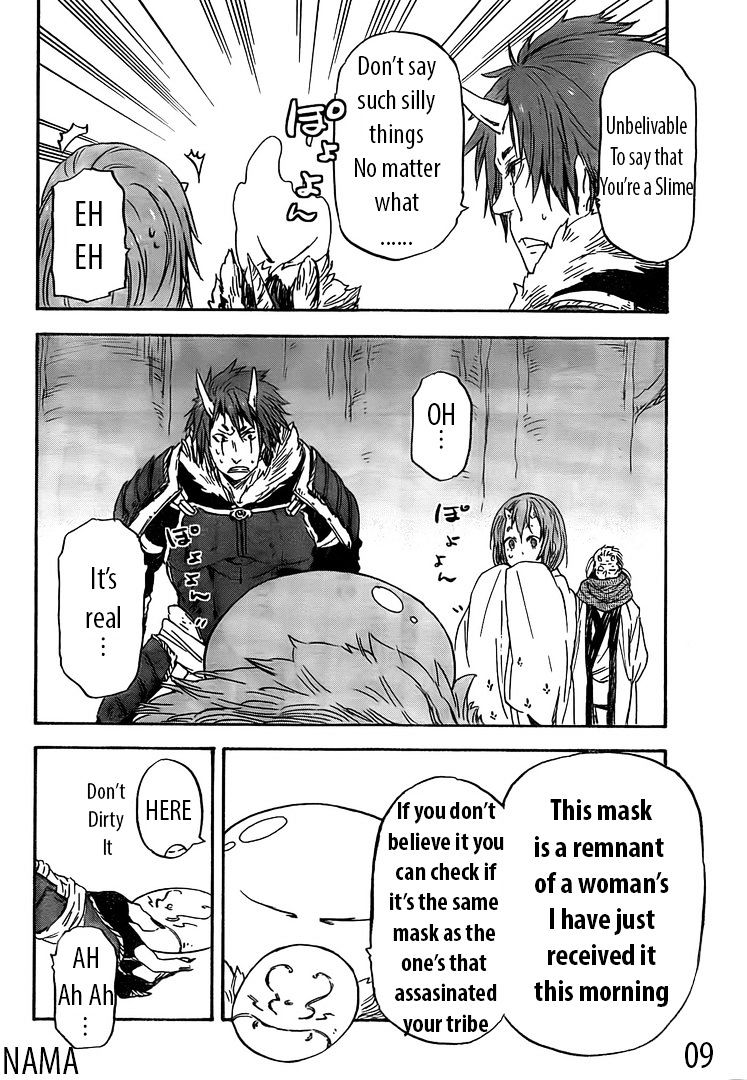 Unbelivable
To say that
You're a Slime
Don't say
such silly
things
No matter
what
......
ぽよよ~ん
EH
EH
OH
...
ぽよん
ぽよよ~ん
It's
real
...
This mask
is a remnant
of a woman's
I have just
received it
this morning
If you don't
believe it you
can check if
it's the same
mask as the
one's that
assasinated
your tribe
HERE
Don't
Dirty
It
AH
Ah Ah
...
NAMA
09